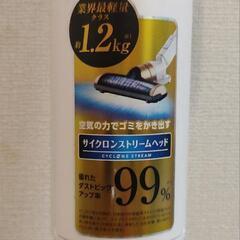 業界最軽量
クラス
約1.2kg
空気の力でゴミをかき出す
サイクロンストリームヘッド
CYCLONE STREAM
優れた
ダストピック
アップ率
99%